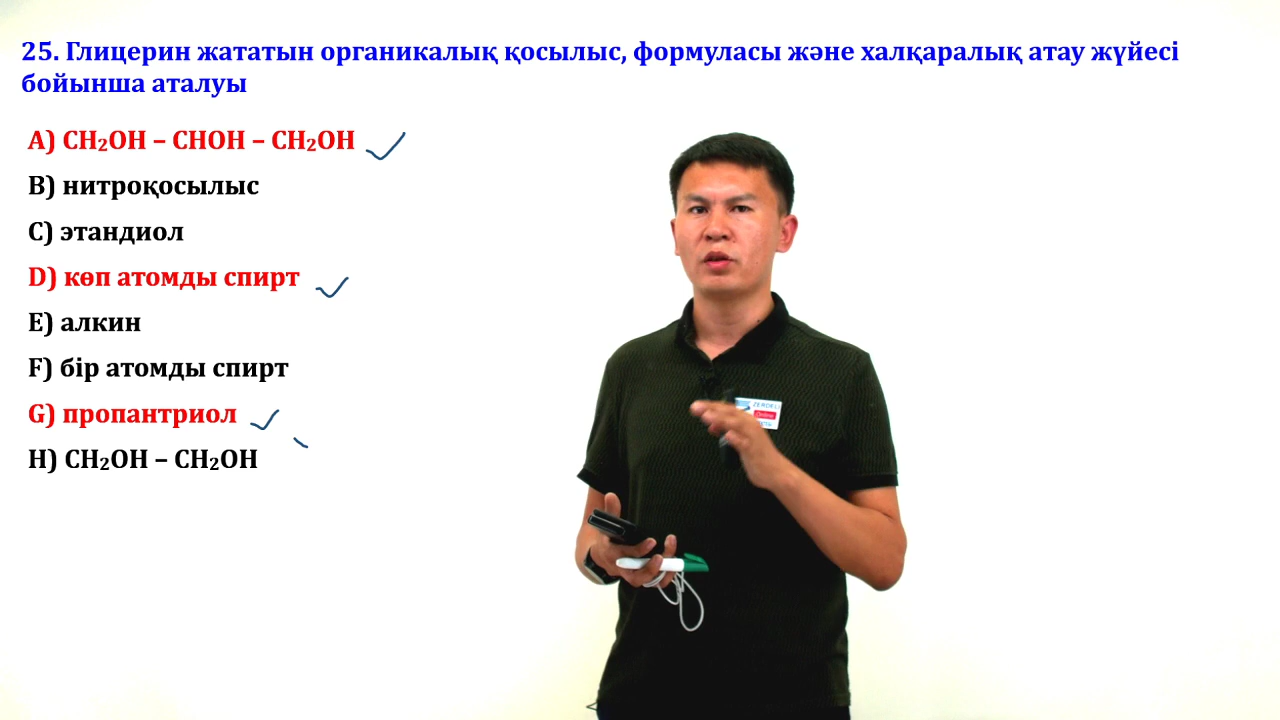 25. Глицерин жататын органикалық қосылыс, формуласы және халқаралық атау жүйесі
бойынша аталуы
A) CH₂OH – CHOH – CH₂OH
B) нитроқосылыс
C) этандиол
D) көп атомды спирт
E) алкин
F) бір атомды спирт
G) пропантриол
H) CH₂OH – CH₂OH